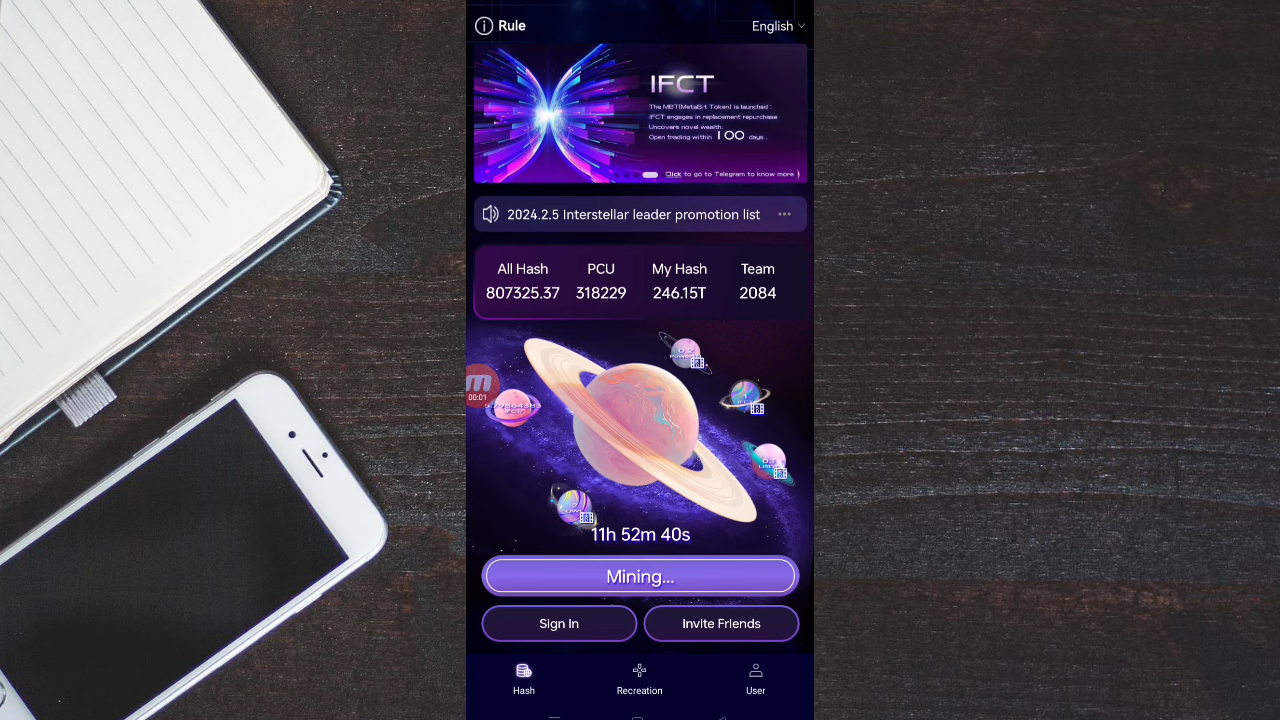 Rule
English
IFCT
The MBT(MetaBit Token) is launched :
iFCT engages in replacement repurchase
Uncovers novel wealth.
Open trading within 100 days .
Click to go to Telegram to know more
2024.2.5 Interstellar leader promotion list
All Hash PCU My Hash Team
807325.37 318229 246.15T 2084
00:01
11h 52m 40s
Mining...
Sign In Invite Friends
Hash Recreation User